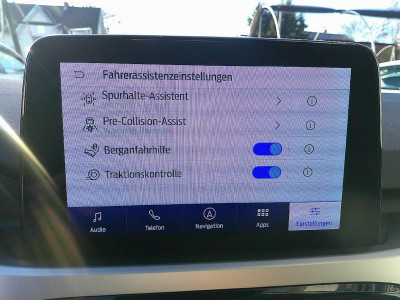 Fahrerassistenzeinstellungen
Spurhalte-Assistent
Pre-Collision-Assist
Berganfahrhilfe
Traktionskontrolle
Audio
Telefon
Navigation
Apps
Einstellungen